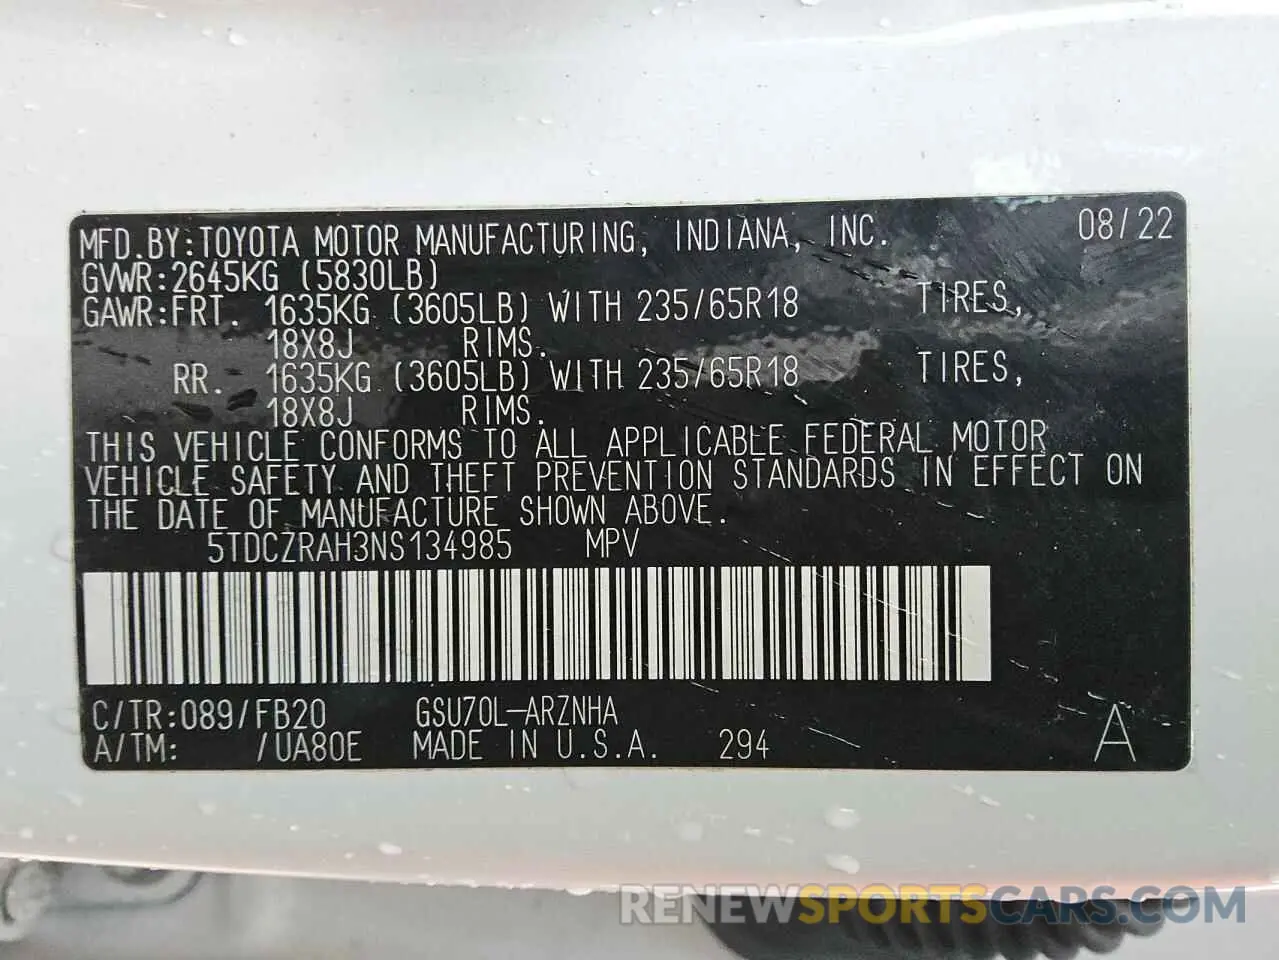 MFD.BY:TOYOTA MOTOR MANUFACTURING, INDIANA, INC. 08/22
GVWR:2645KG (5830LB)
GAWR:FRT. 1635KG (3605LB) WITH 235/65R18 TIRES,
18X8J RIMS.
RR. 1635KG (3605LB) WITH 235/65R18 TIRES,
18X8J RIMS.
THIS VEHICLE CONFORMS TO ALL APPLICABLE FEDERAL MOTOR
VEHICLE SAFETY AND THEFT PREVENTION STANDARDS IN EFFECT ON
THE DATE OF MANUFACTURE SHOWN ABOVE.
5TDCZRAH3NS134985 MPV
C/TR:089/FB20 GSU70L-ARZNHA
A/TM: /UA80E MADE IN U.S.A. 294 A
RENEWSPORTSCARS.COM